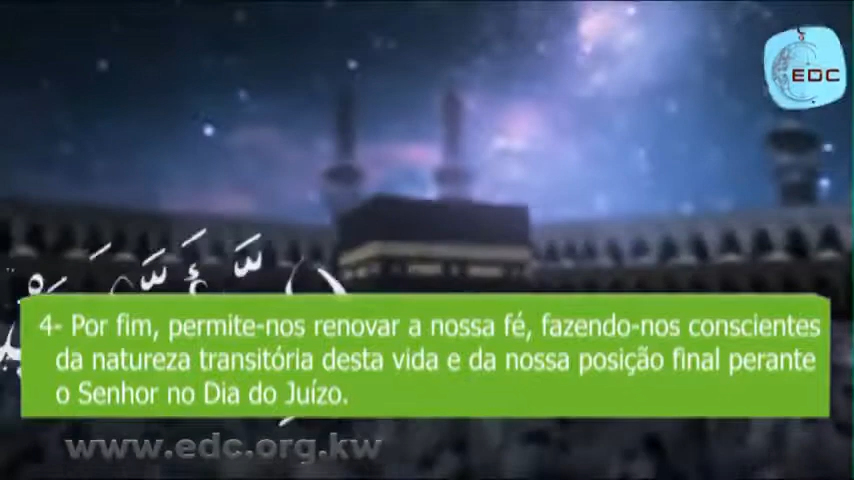 EDC
4- Por fim, permite-nos renovar a nossa fé, fazendo-nos conscientes
da natureza transitória desta vida e da nossa posição final perante
o Senhor no Dia do Juízo.
www.edc.org.kw